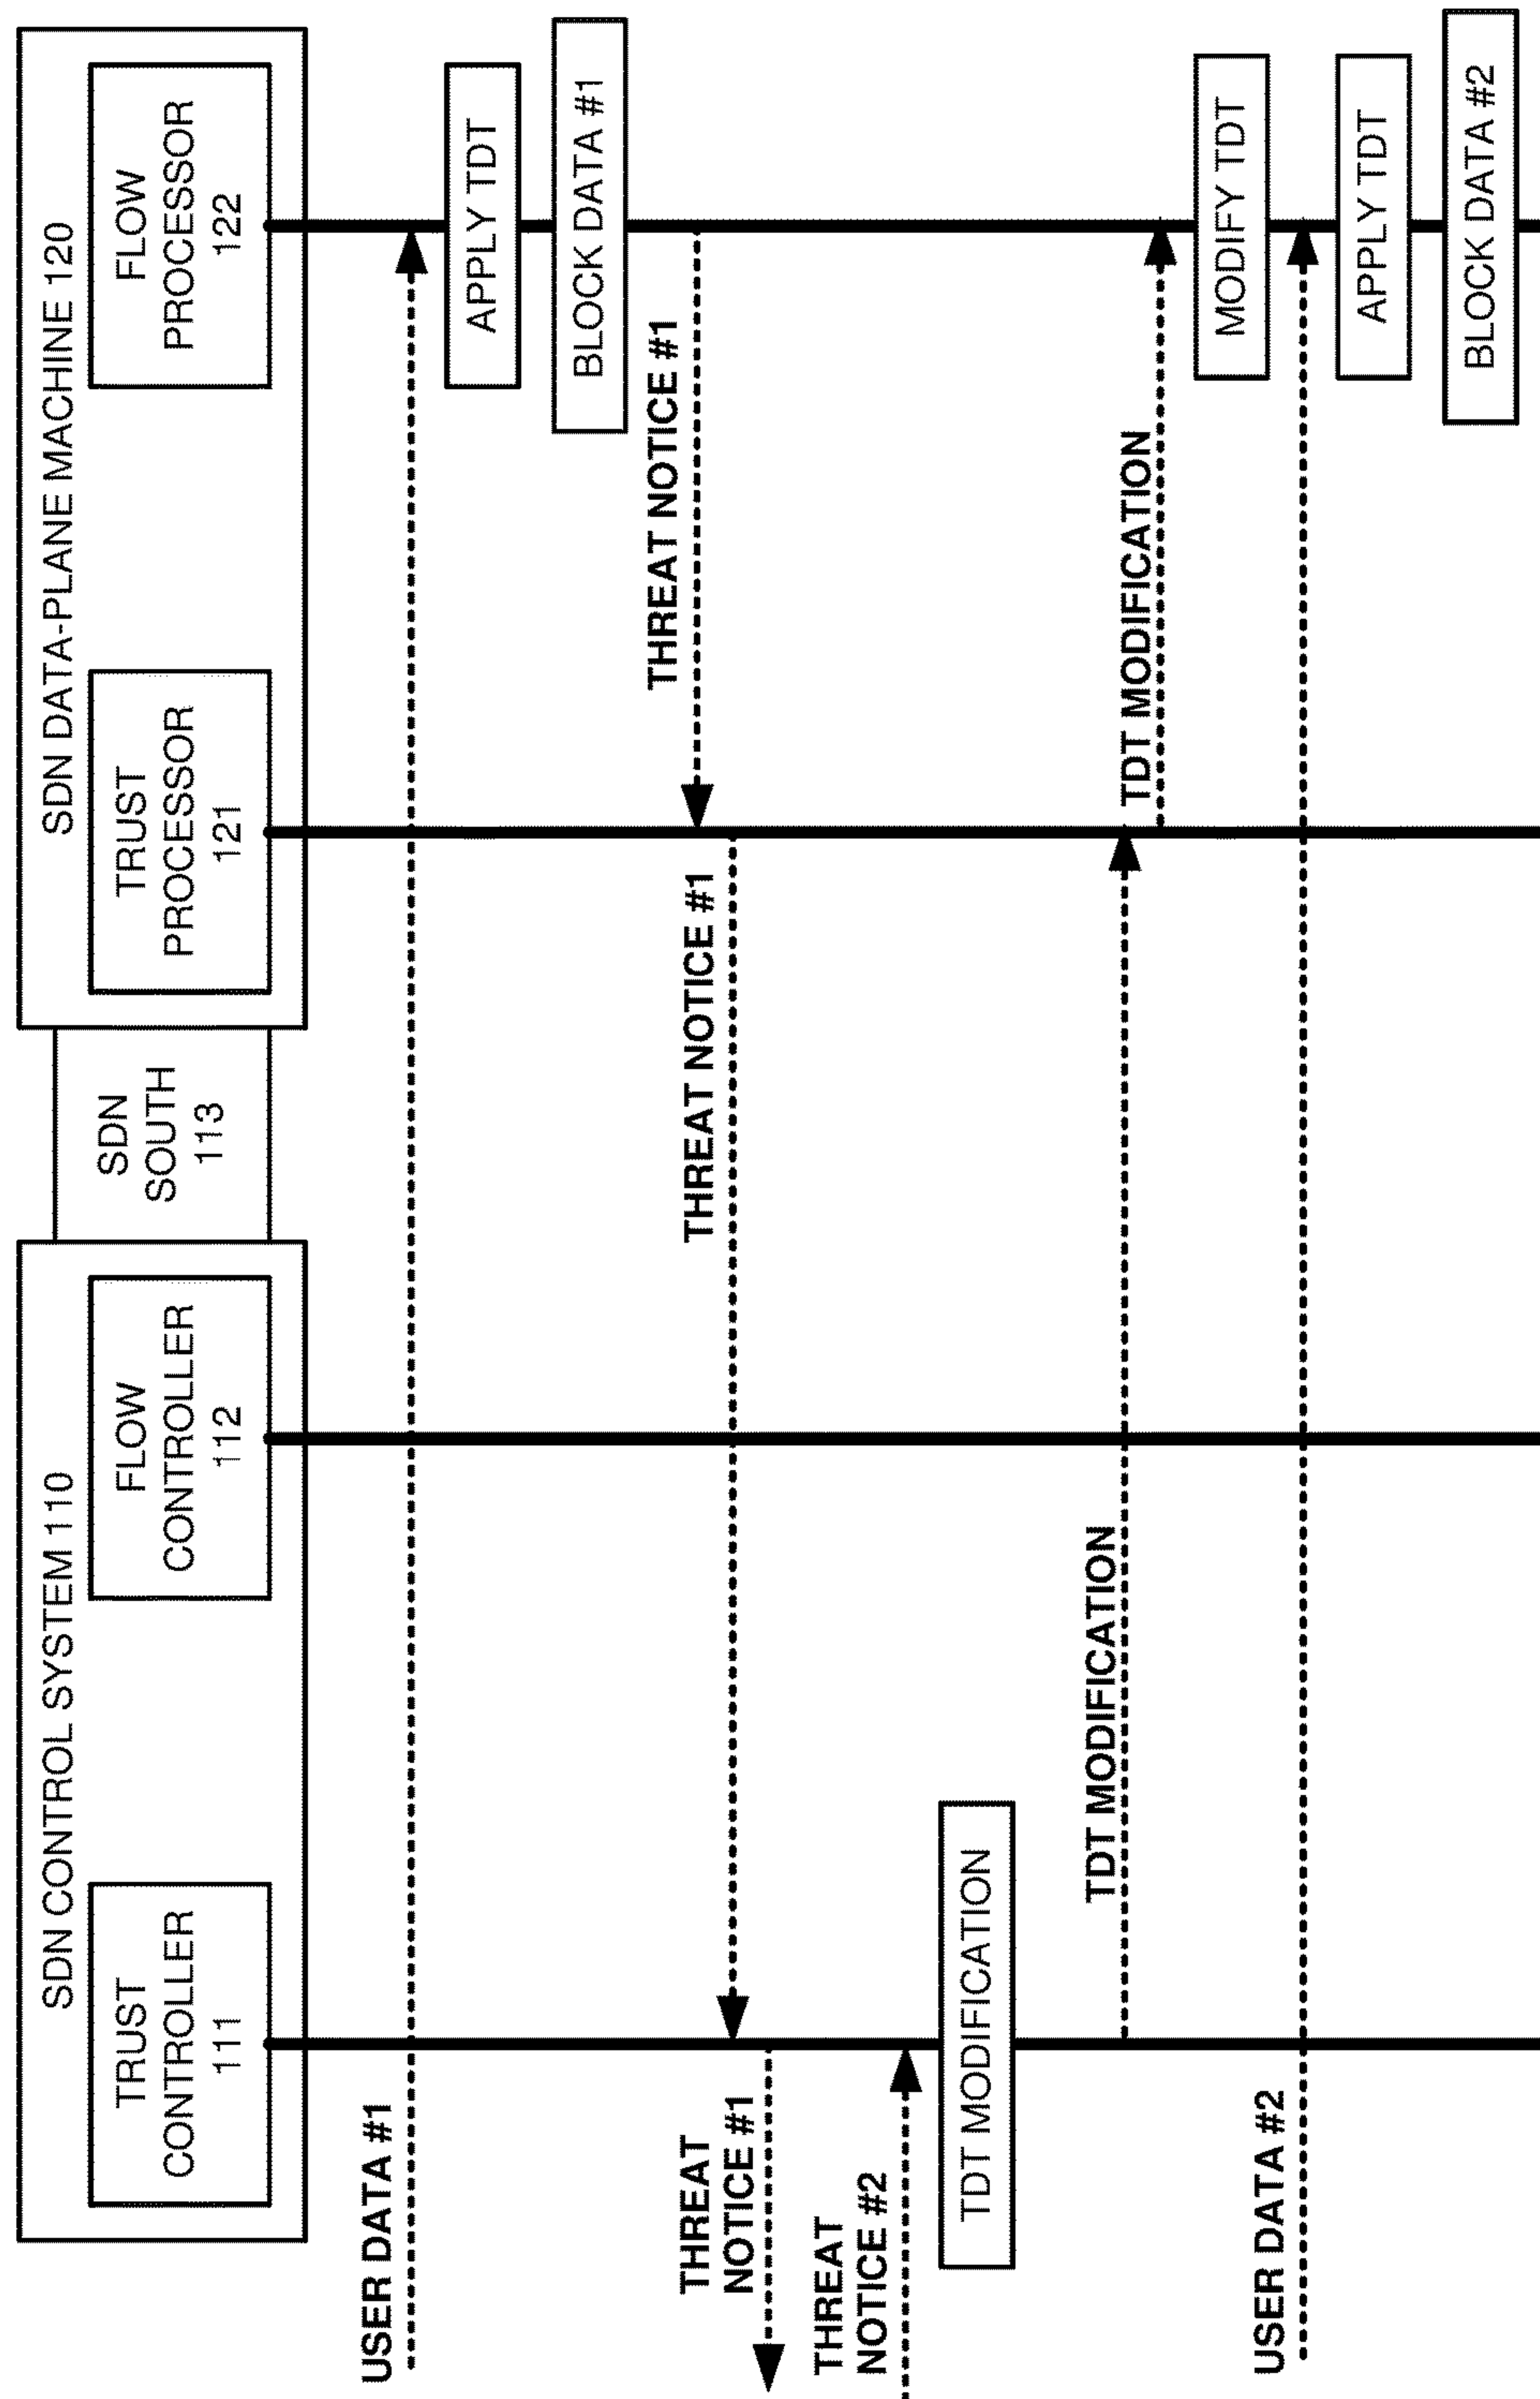 SDN CONTROL SYSTEM 110
TRUST
CONTROLLER
111
FLOW
CONTROLLER
112
SDN
SOUTH
113
SDN DATA-PLANE MACHINE 120
TRUST
PROCESSOR
121
FLOW
PROCESSOR
122
USER DATA #1
APPLY TDT
BLOCK DATA #1
THREAT NOTICE #1
THREAT NOTICE #1
THREAT
NOTICE #1
THREAT
NOTICE #2
TDT MODIFICATION
TDT MODIFICATION
TDT MODIFICATION
MODIFY TDT
USER DATA #2
APPLY TDT
BLOCK DATA #2